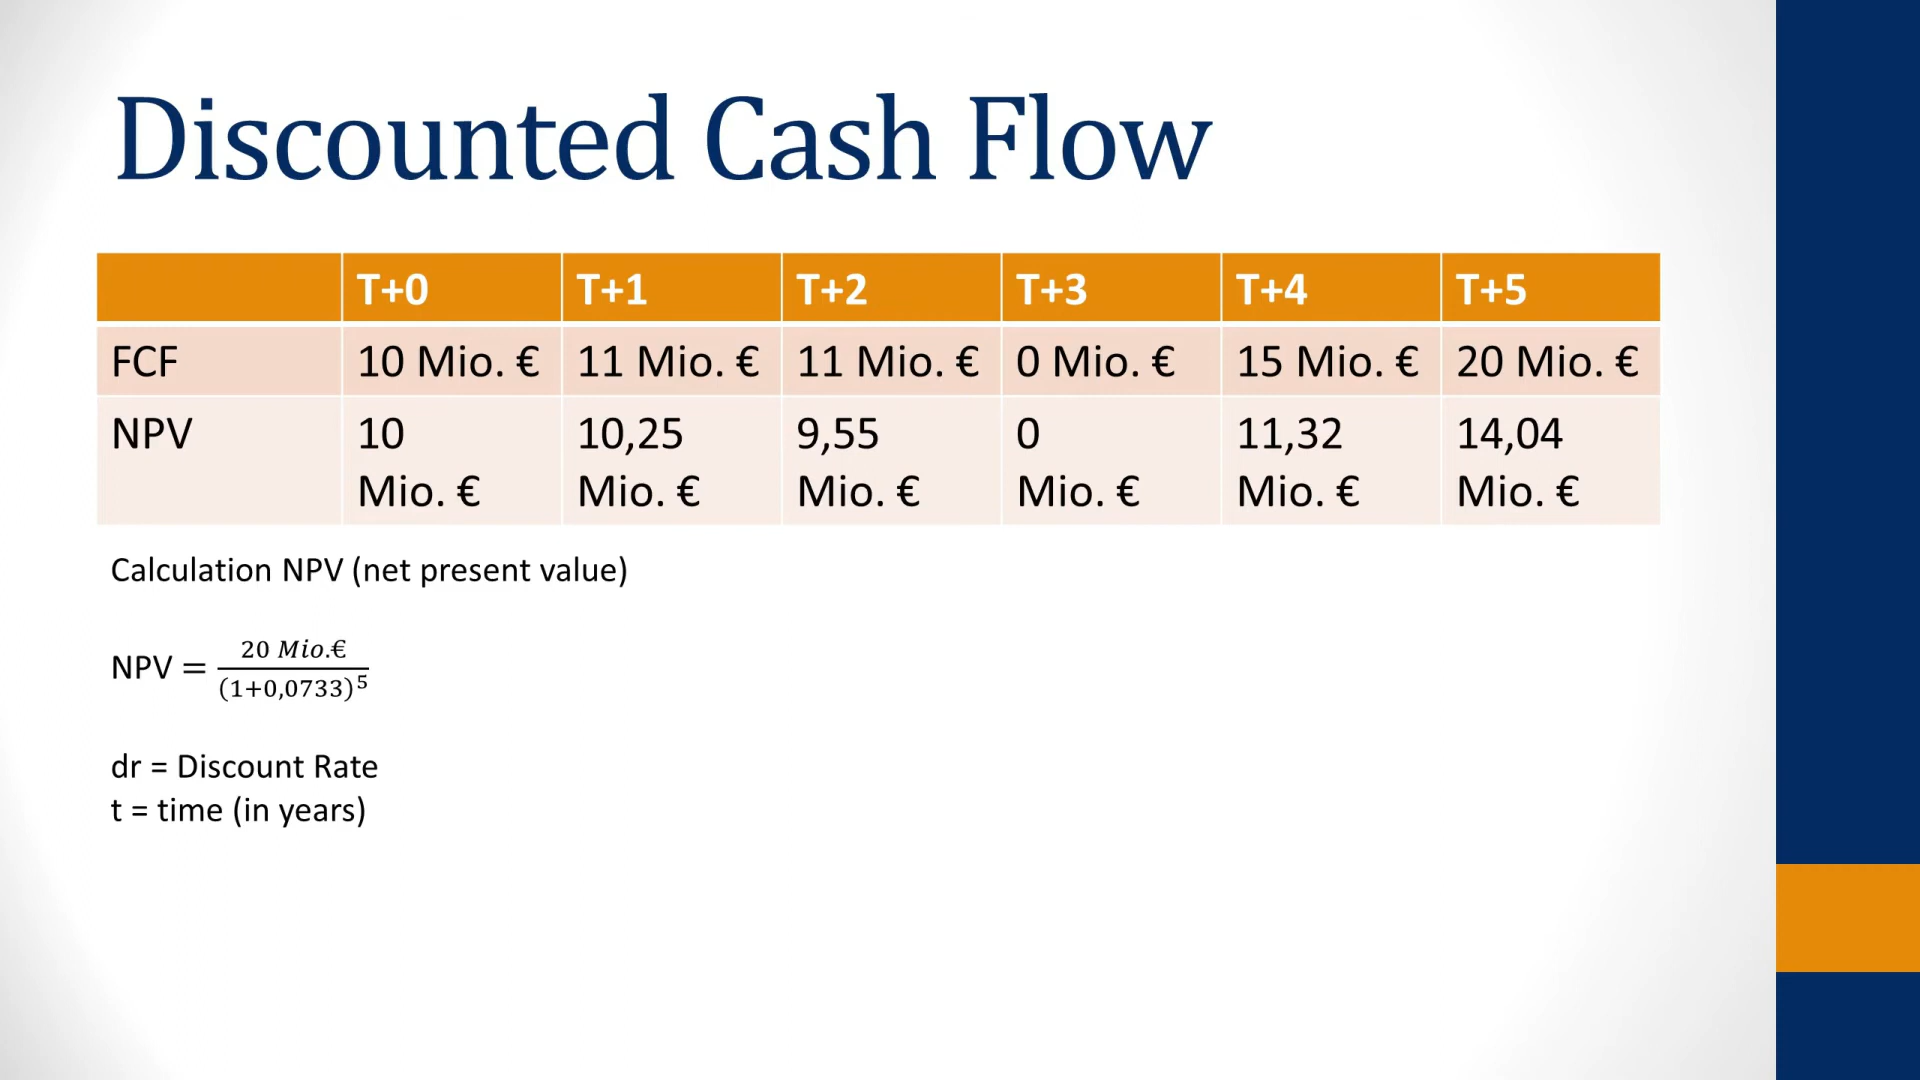 Discounted Cash Flow
T+0 T+1 T+2 T+3 T+4 T+5
FCF 10 Mio. € 11 Mio. € 11 Mio. € 0 Mio. € 15 Mio. € 20 Mio. €
NPV 10 Mio. € 10,25 Mio. € 9,55 Mio. € 0 Mio. € 11,32 Mio. € 14,04 Mio. €
Calculation NPV (net present value)
NPV = 20 Mio.€ / (1+0,0733)^5
dr = Discount Rate
t = time (in years)